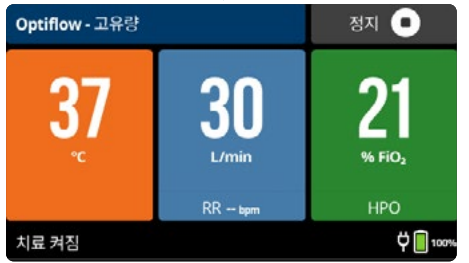 Optiflow - 고유량
정지
37
°C
30
L/min
RR -- bpm
21
% FiO₂
HPO
치료 켜짐
100%